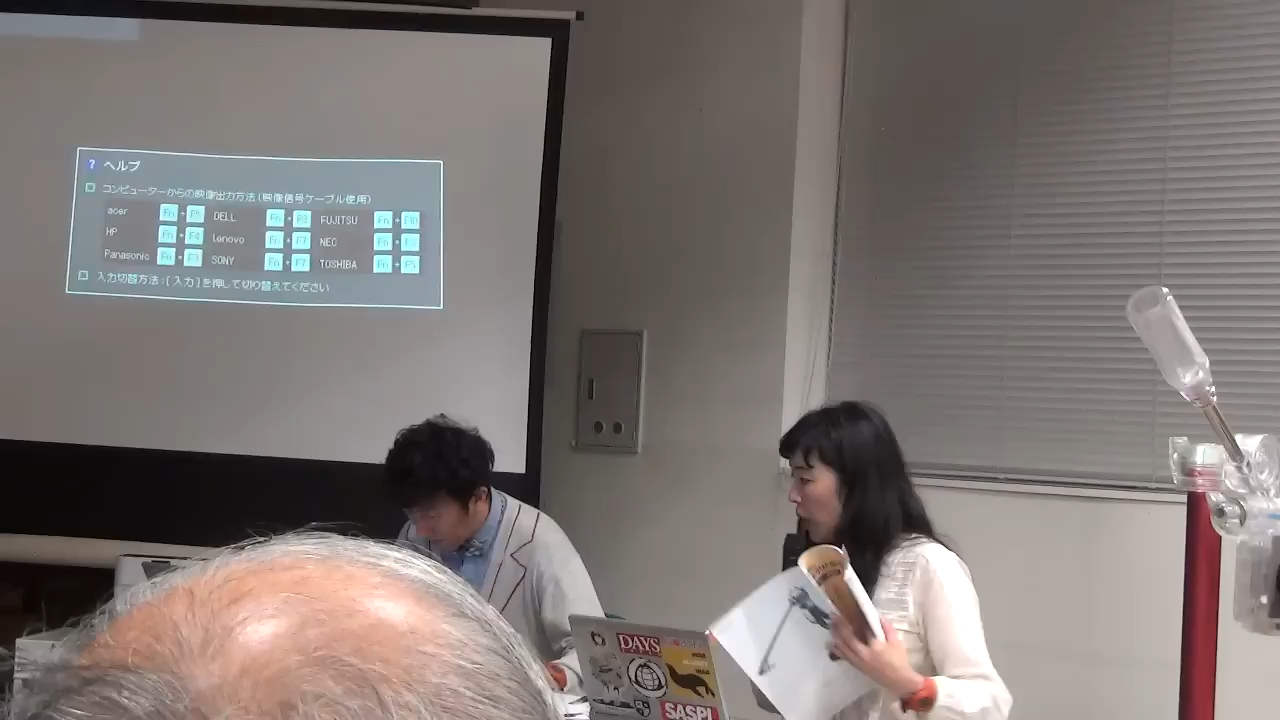 ? ヘルプ
コンピューターからの映像出力方法(映像信号ケーブル使用)
acer Fn + F5 DELL Fn + F8 FUJITSU Fn + F10
HP Fn + F4 lenovo Fn + F7 NEC Fn +
Panasonic Fn + F3 SONY Fn + F7 TOSHIBA Fn + F5
入力切替方法:[入力]を押して切り替えてください
DAYS
SASPL